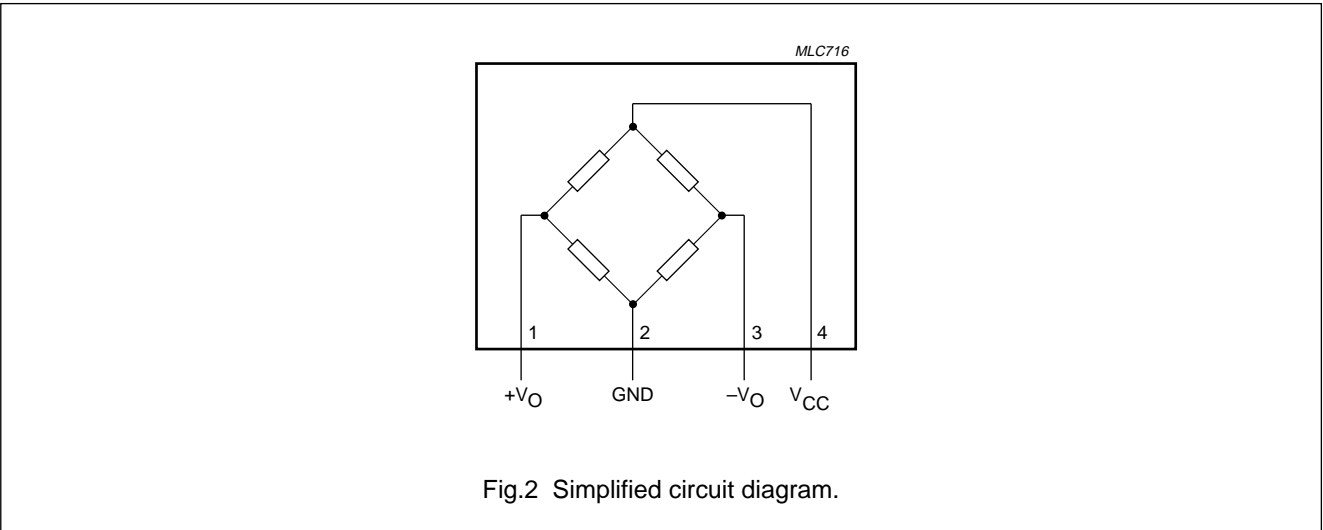 MLC716
1 2 3 4
+VO GND –VO VCC
Fig.2 Simplified circuit diagram.